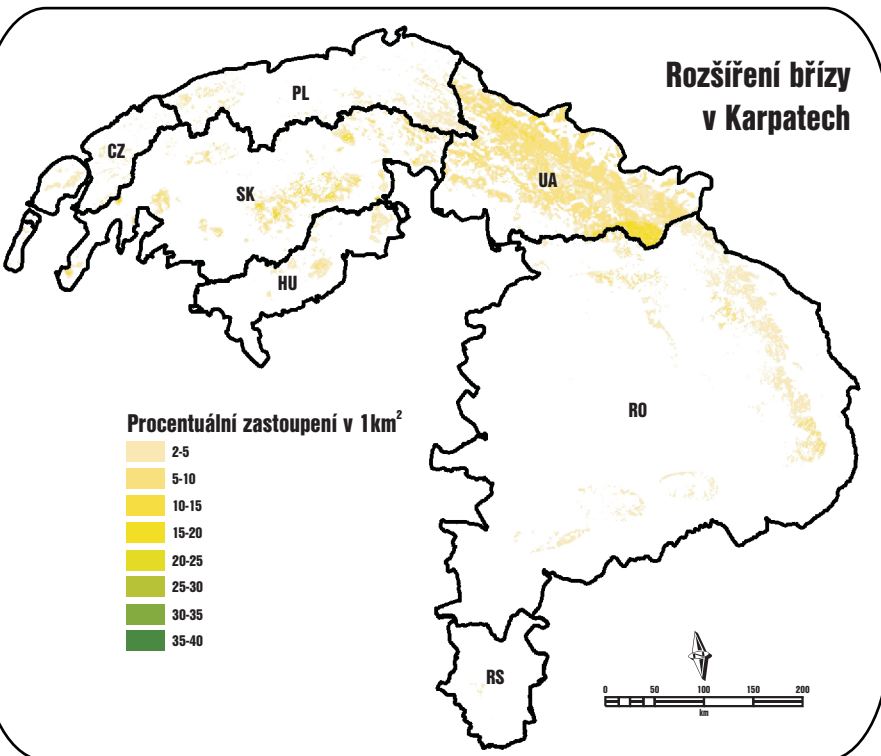 Rozšíření břízy
v Karpatech
PL
CZ
SK
UA
HU
RO
RS
Procentuální zastoupení v 1km²
2-5
5-10
10-15
15-20
20-25
25-30
30-35
35-40
0 50 100 150 200
km